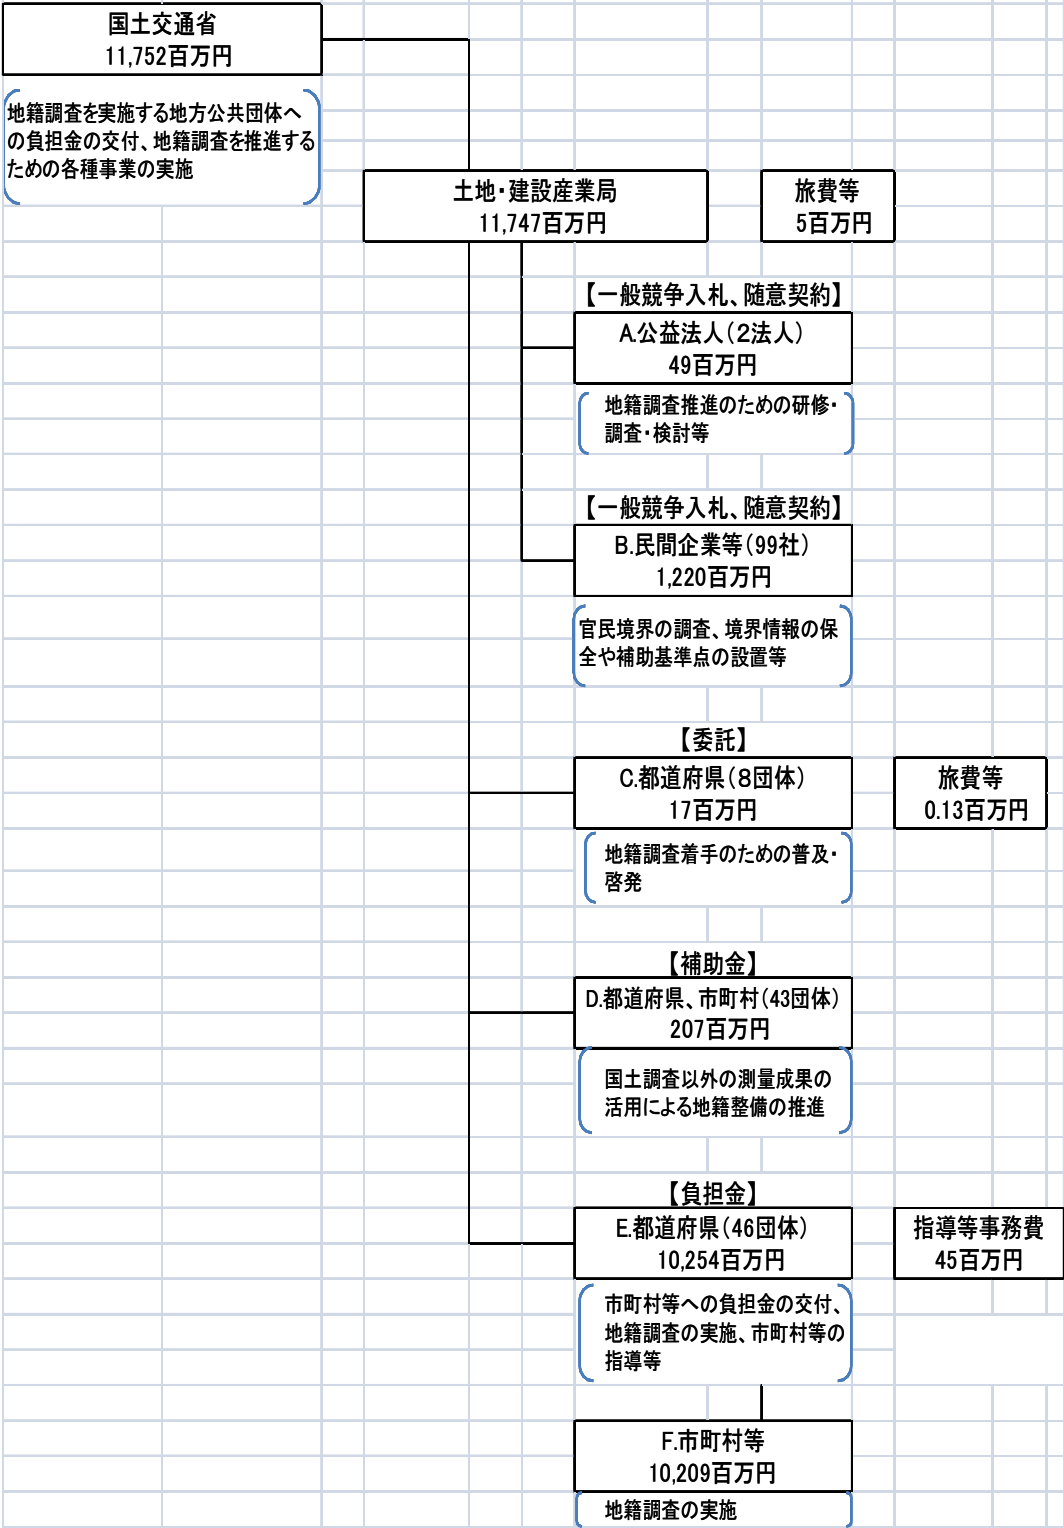 国土交通省
11,752百万円
地籍調査を実施する地方公共団体へ
の負担金の交付、地籍調査を推進する
ための各種事業の実施
土地・建設産業局
11,747百万円
旅費等
5百万円
【一般競争入札、随意契約】
A.公益法人（２法人）
49百万円
地籍調査推進のための研修・
調査・検討等
【一般競争入札、随意契約】
B.民間企業等（99社）
1,220百万円
官民境界の調査、境界情報の保
全や補助基準点の設置等
【委託】
C.都道府県（８団体）
17百万円
旅費等
0.13百万円
地籍調査着手のための普及・
啓発
【補助金】
D.都道府県、市町村（43団体）
207百万円
国土調査以外の測量成果の
活用による地籍整備の推進
【負担金】
E.都道府県（46団体）
10,254百万円
指導等事務費
45百万円
市町村等への負担金の交付、
地籍調査の実施、市町村等の
指導等
F.市町村等
10,209百万円
地籍調査の実施